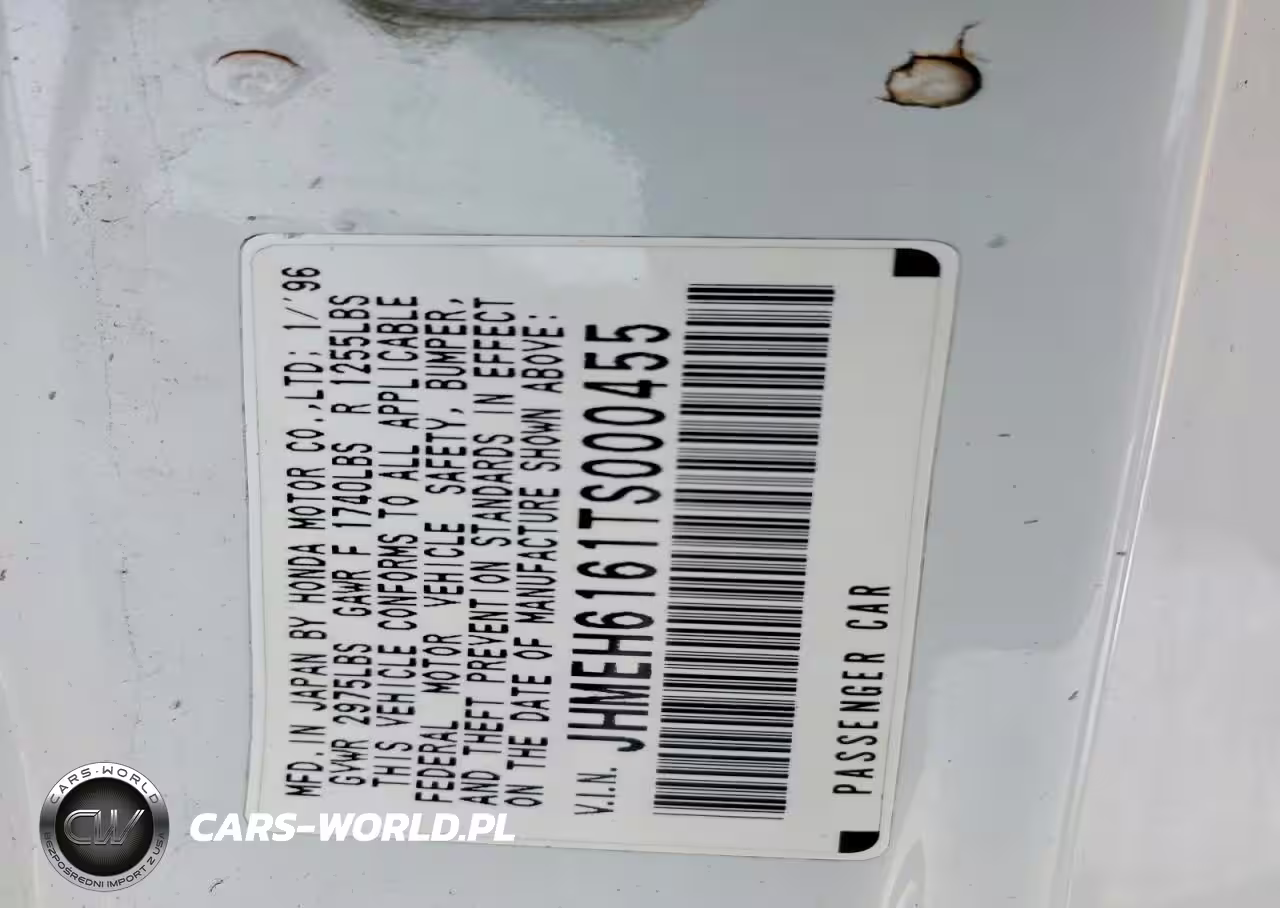 MFD. IN JAPAN BY HONDA MOTOR CO.,LTD; 1/'96
GVWR 2975LBS GAWR F 1740LBS R 1255LBS
THIS VEHICLE CONFORMS TO ALL APPLICABLE
FEDERAL MOTOR VEHICLE SAFETY, BUMPER,
AND THEFT PREVENTION STANDARDS IN EFFECT
ON THE DATE OF MANUFACTURE SHOWN ABOVE:
V.I.N. JHMEH6161TS000455
PASSENGER CAR
CARS-WORLD
CW
BEZPOŚREDNI IMPORT Z USA
CARS-WORLD.PL